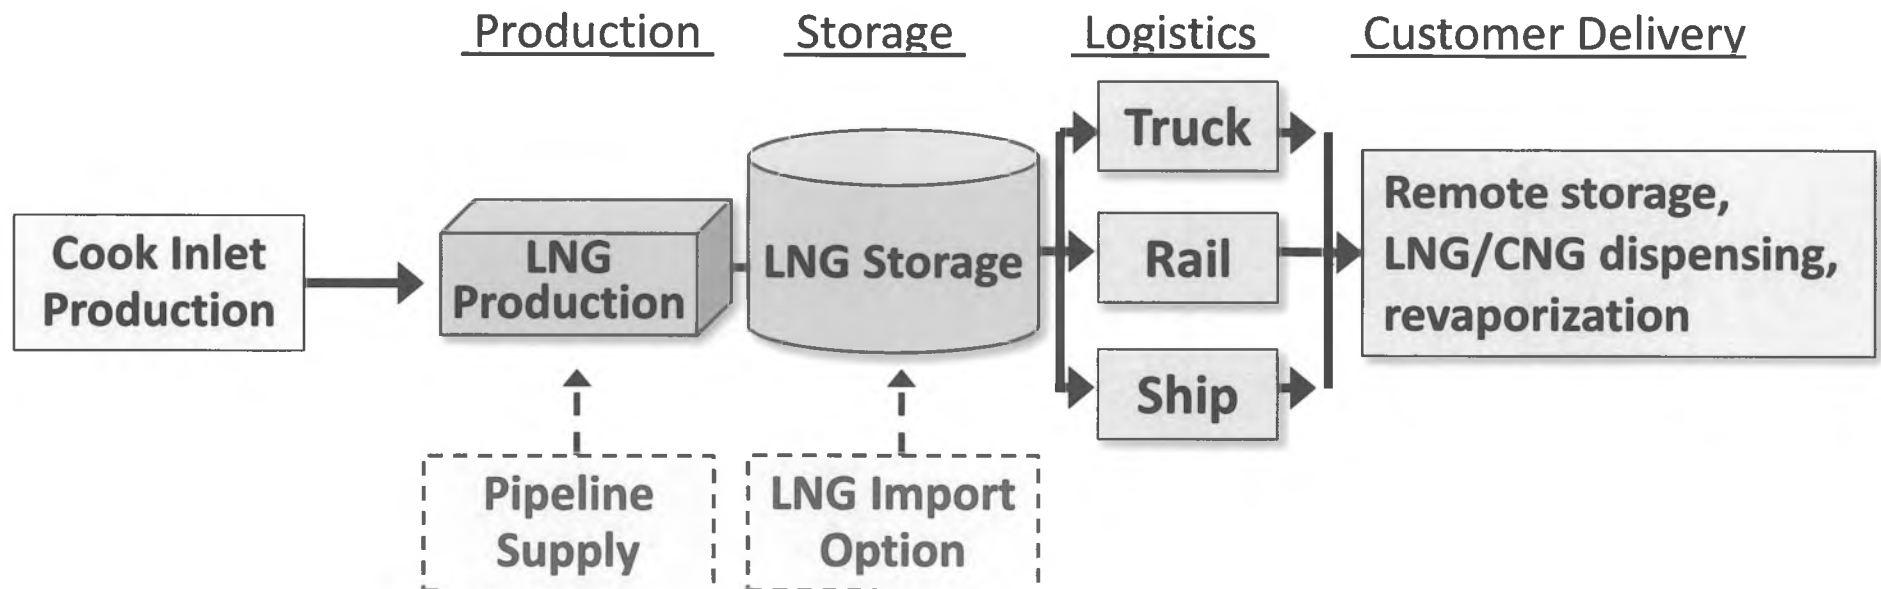 Production
Storage
Logistics
Customer Delivery
Cook Inlet
Production
LNG
Production
LNG Storage
Truck
Rail
Ship
Remote storage,
LNG/CNG dispensing,
revaporization
Pipeline
Supply
LNG Import
Option